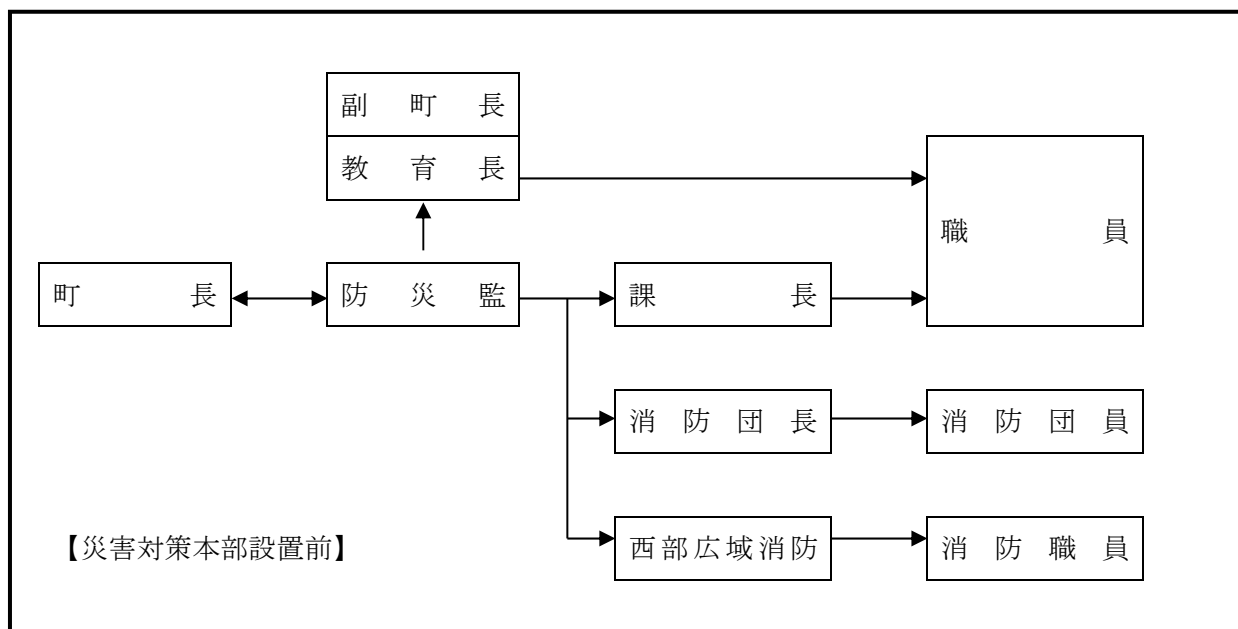 副町長
教育長
職員
町長
防災監
課長
消防団長
消防団員
【災害対策本部設置前】
西部広域消防
消防職員